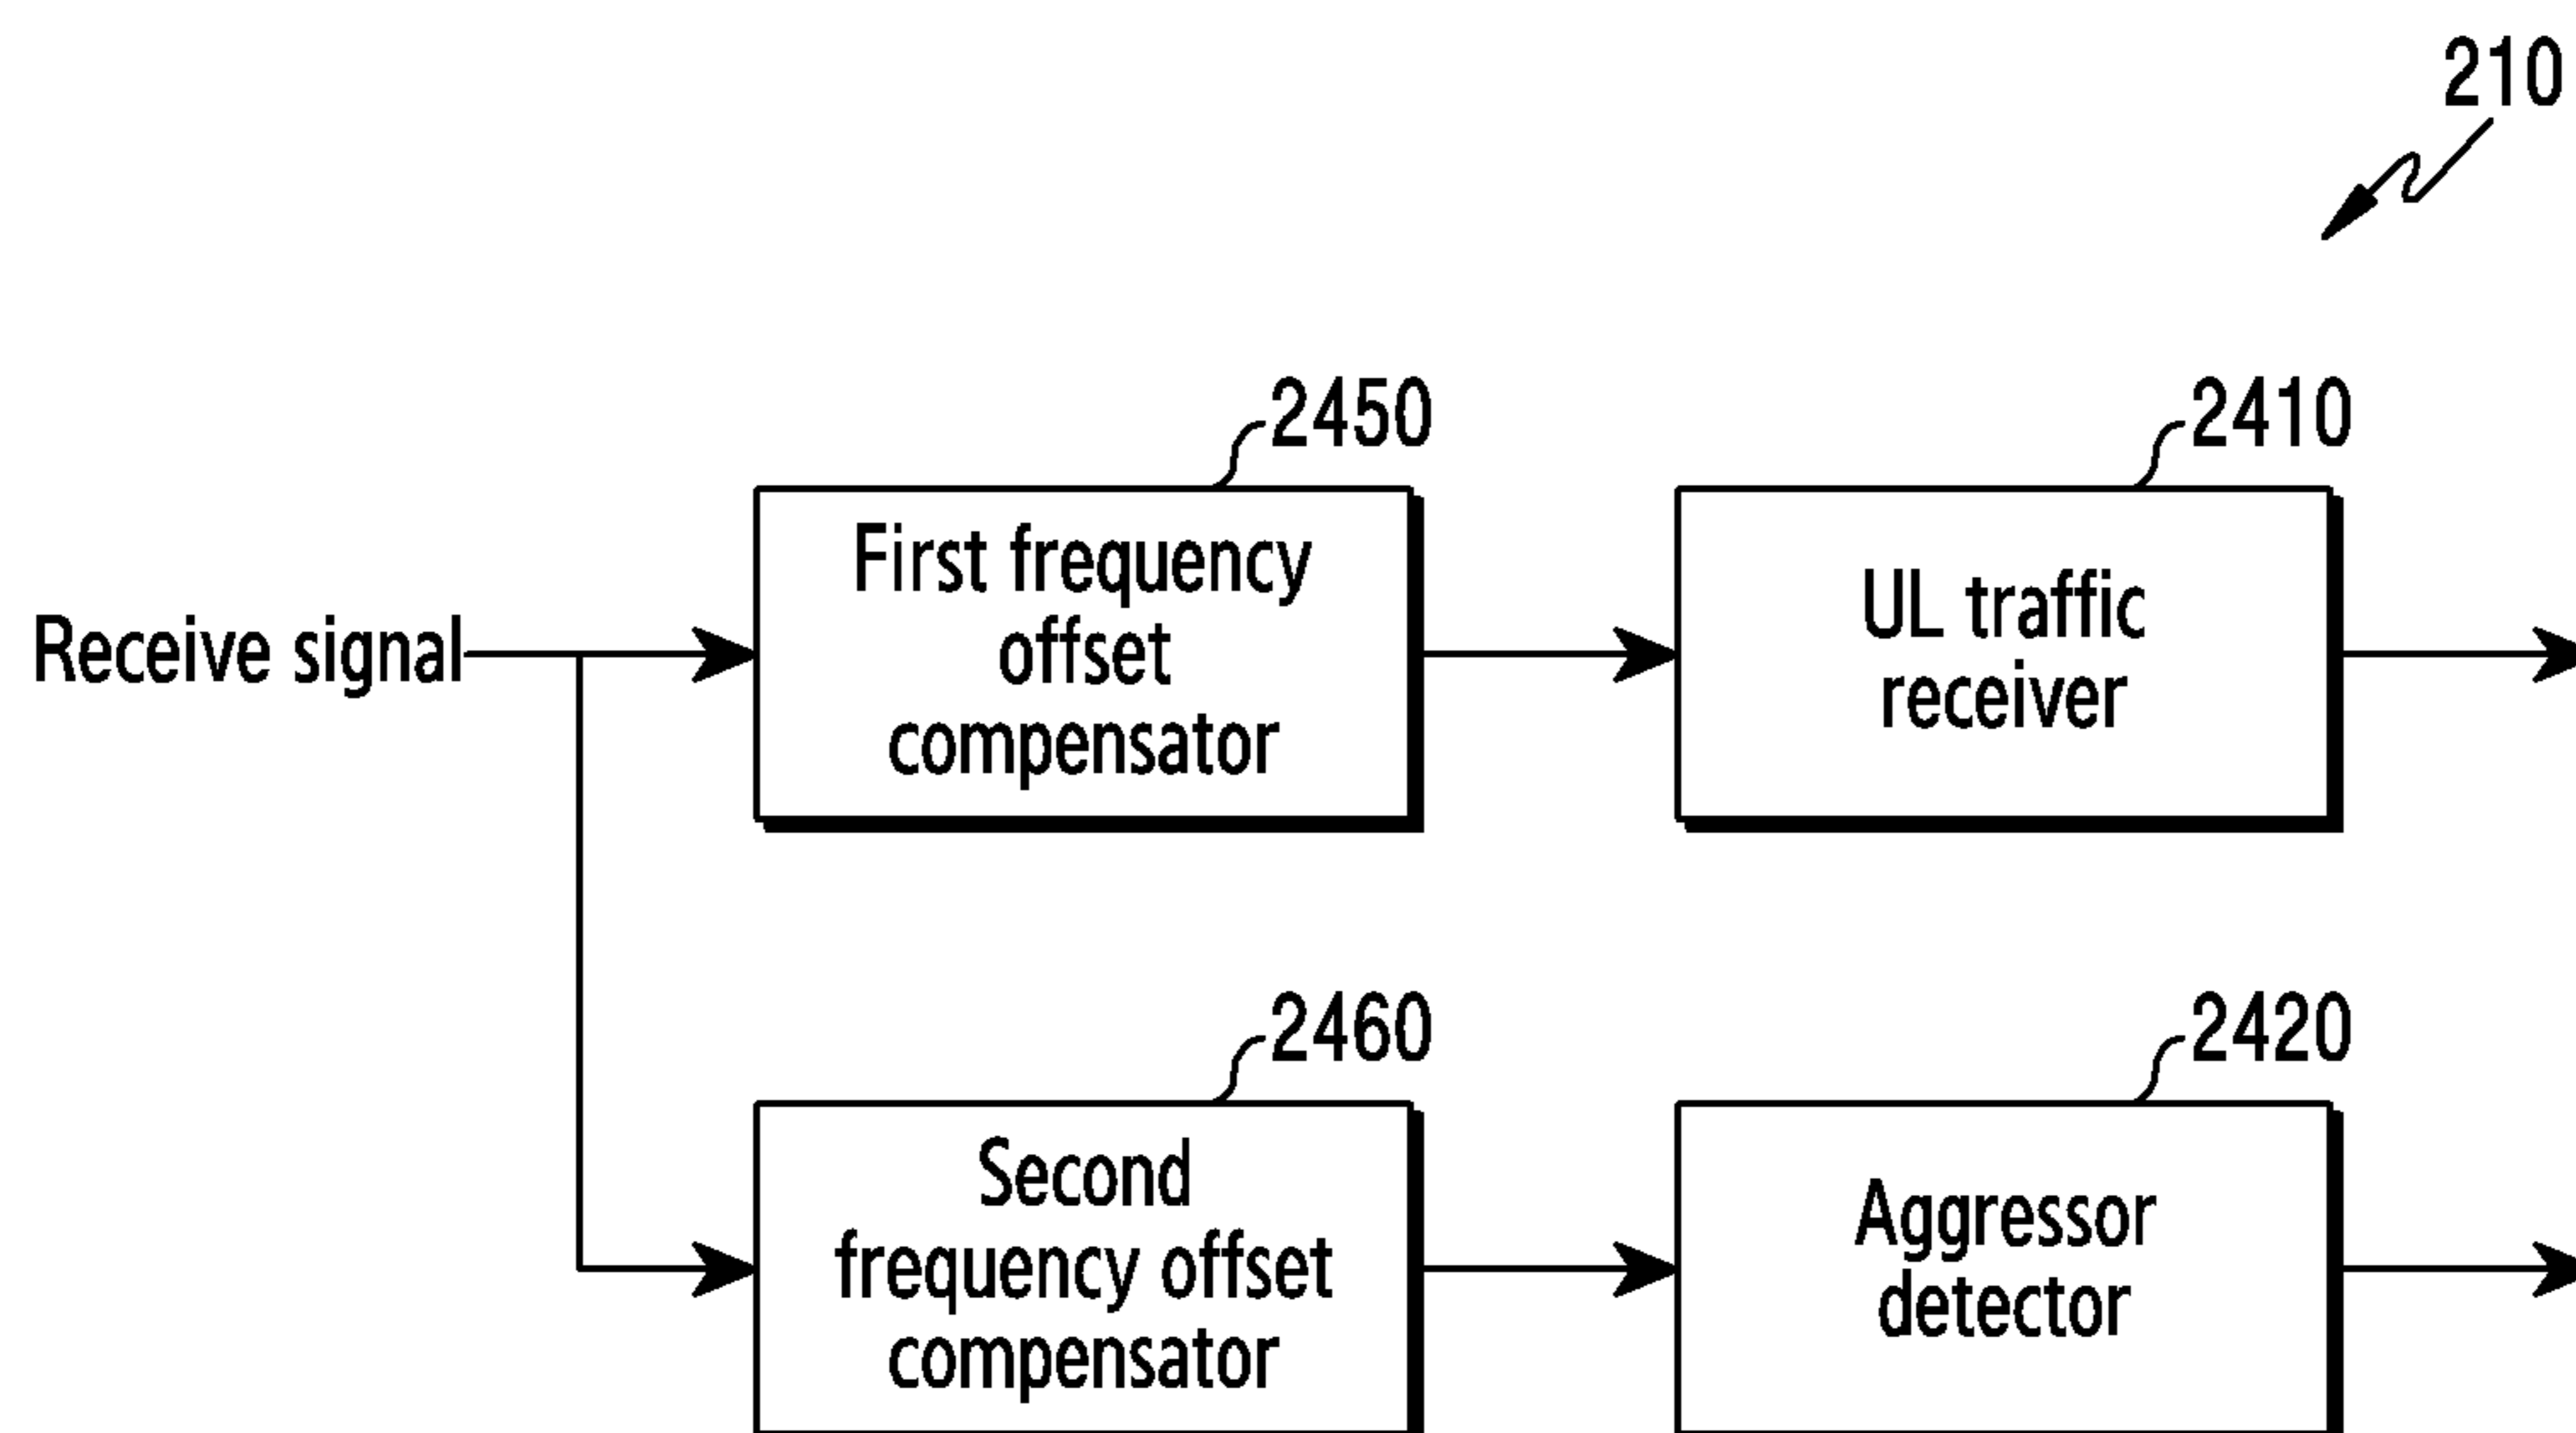 210
2450
First frequency
offset
compensator
2410
UL traffic
receiver
Receive signal
2460
Second
frequency offset
compensator
2420
Aggressor
detector